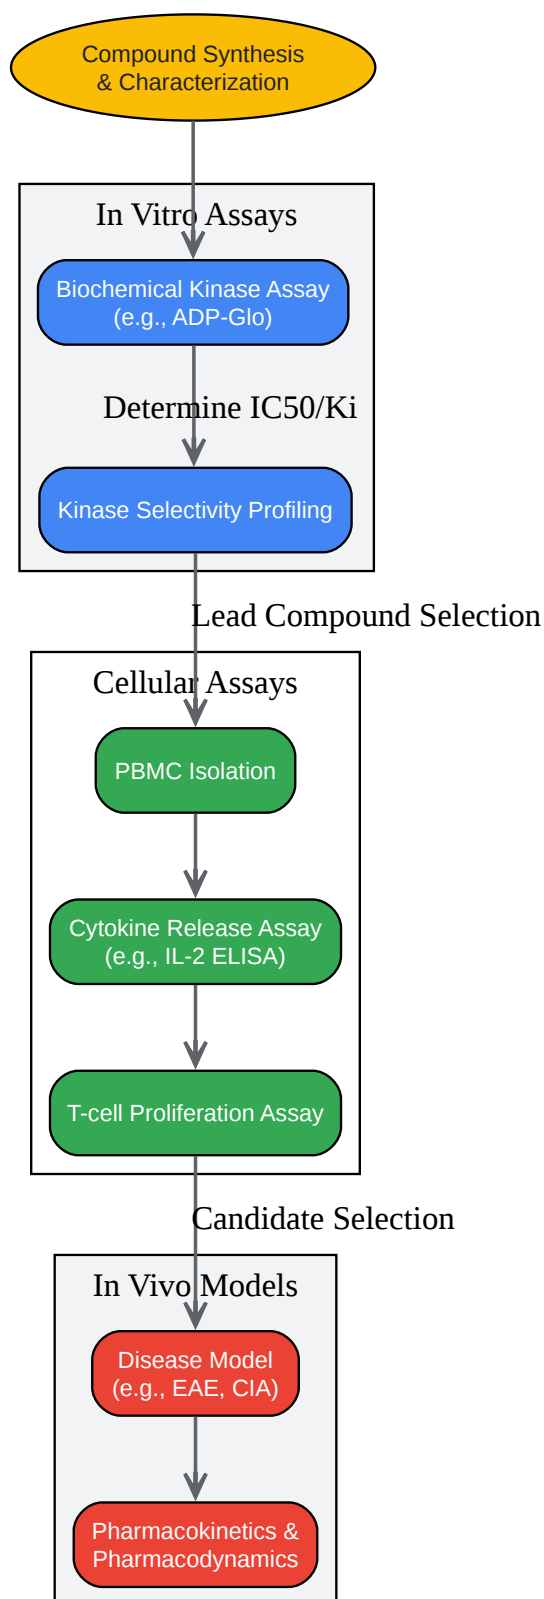 Compound Synthesis
& Characterization
In Vitro Assays
Biochemical Kinase Assay
(e.g., ADP-Glo)
Determine IC50/Ki
Kinase Selectivity Profiling
Lead Compound Selection
Cellular Assays
PBMC Isolation
Cytokine Release Assay
(e.g., IL-2 ELISA)
T-cell Proliferation Assay
Candidate Selection
In Vivo Models
Disease Model
(e.g., EAE, CIA)
Pharmacokinetics &
Pharmacodynamics